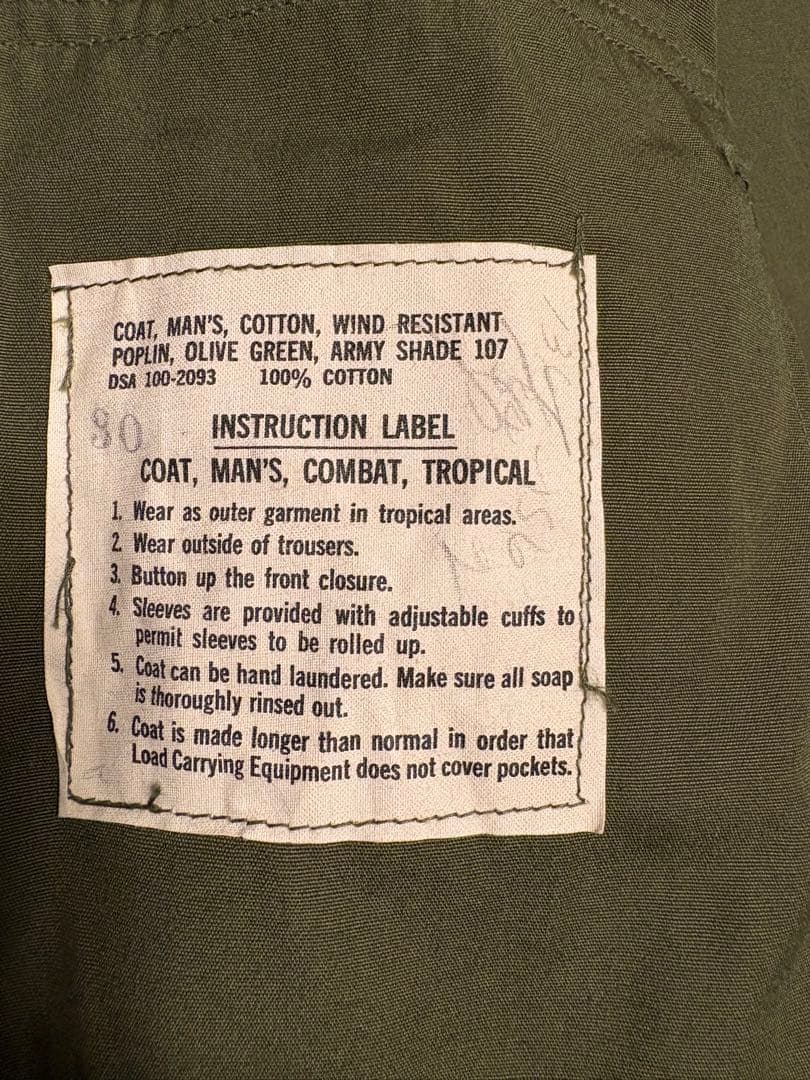 COAT, MAN'S, COTTON, WIND RESISTANT
POPLIN, OLIVE GREEN, ARMY SHADE 107
DSA 100-2093 100% COTTON
80
INSTRUCTION LABEL
COAT, MAN'S, COMBAT, TROPICAL
1. Wear as outer garment in tropical areas.
2. Wear outside of trousers.
3. Button up the front closure.
4. Sleeves are provided with adjustable cuffs to
permit sleeves to be rolled up.
5. Coat can be hand laundered. Make sure all soap
is thoroughly rinsed out.
6. Coat is made longer than normal in order that
Load Carrying Equipment does not cover pockets.